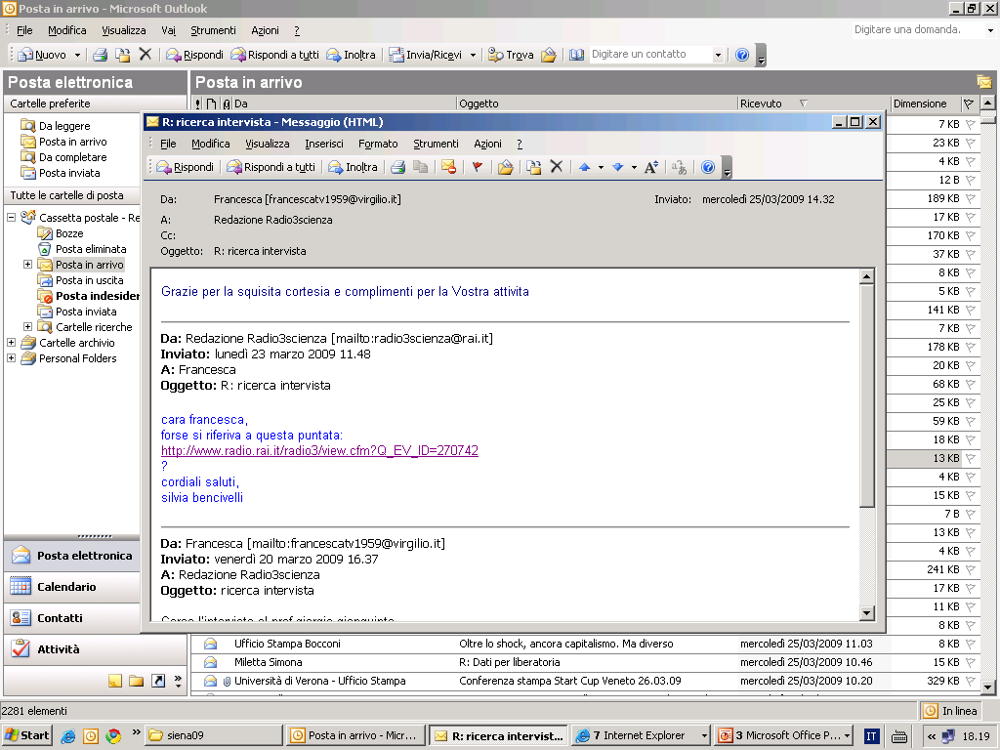 Posta in arrivo - Microsoft Outlook
File Modifica Visualizza Vai Strumenti Azioni ? Digitare una domanda.
Nuovo Rispondi Rispondi a tutti Inoltra Invia/Ricevi Trova Digitare un contatto
Posta elettronica
Cartelle preferite
Da leggere
Posta in arrivo
Da completare
Posta inviata
Tutte le cartelle di posta
Cassetta postale - Re
Bozze
Posta eliminata
Posta in arrivo
Posta in uscita
Posta indesider
Posta inviata
Cartelle ricerche
Cartelle archivio
Personal Folders
Posta elettronica
Calendario
Contatti
Attività
Posta in arrivo
Da Oggetto Ricevuto Dimensione
7 KB
23 KB
4 KB
12 B
189 KB
17 KB
170 KB
37 KB
8 KB
5 KB
141 KB
7 KB
178 KB
20 KB
68 KB
25 KB
59 KB
18 KB
13 KB
4 KB
15 KB
7 B
13 KB
4 KB
241 KB
17 KB
11 KB
8 KB
R: ricerca intervista - Messaggio (HTML)
File Modifica Visualizza Inserisci Formato Strumenti Azioni ?
Rispondi Rispondi a tutti Inoltra
Da: Francesca [francescatv1959@virgilio.it] Inviato: mercoledì 25/03/2009 14.32
A: Redazione Radio3scienza
Cc:
Oggetto: R: ricerca intervista
Grazie per la squisita cortesia e complimenti per la Vostra attivita
Da: Redazione Radio3scienza [mailto:radio3scienza@rai.it]
Inviato: lunedì 23 marzo 2009 11.48
A: Francesca
Oggetto: R: ricerca intervista
cara francesca,
forse si riferiva a questa puntata:
http://www.radio.rai.it/radio3/view.cfm?Q_EV_ID=270742
?
cordiali saluti,
silvia bencivelli
Da: Francesca [mailto:francescatv1959@virgilio.it]
Inviato: venerdì 20 marzo 2009 16.37
A: Redazione Radio3scienza
Oggetto: ricerca intervista
Ufficio Stampa Bocconi Oltre lo shock, ancora capitalismo. Ma diverso mercoledì 25/03/2009 11.03 8 KB
Miletta Simona R: Dati per liberatoria mercoledì 25/03/2009 10.46 15 KB
Università di Verona - Ufficio Stampa Conferenza stampa Start Cup Veneto 26.03.09 mercoledì 25/03/2009 10.20 329 KB
2281 elementi In linea
Start siena09 Posta in arrivo - Micr... R: ricerca intervist... 7 Internet Explorer 3 Microsoft Office P... IT 18.19